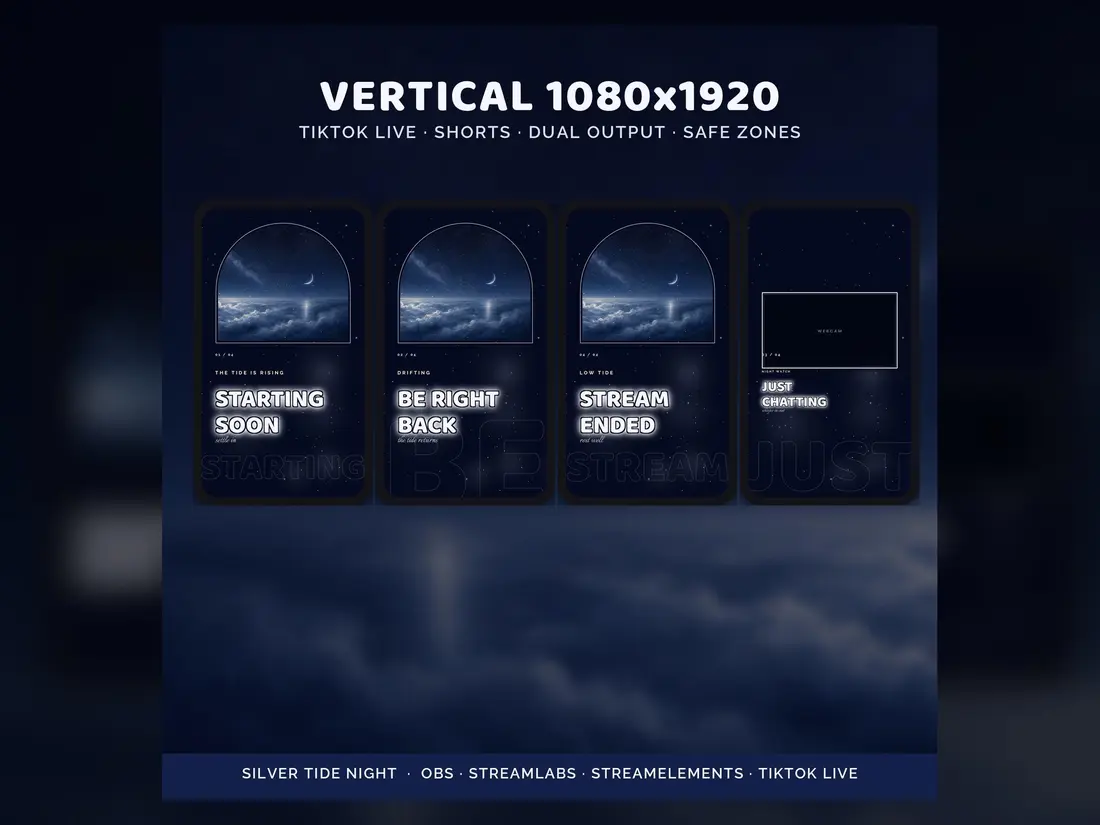 VERTICAL 1080x1920
TIKTOK LIVE · SHORTS · DUAL OUTPUT · SAFE ZONES
THE TIDE IS RISING
STARTING
SOON
settle in
STARTING
DRIFTING
BE RIGHT
BACK
the tide returns
BE
LOW TIDE
STREAM
ENDED
rest well
STREAM
WEBCAM
NIGHT WATCH
JUST
CHATTING
JUST
SILVER TIDE NIGHT · OBS · STREAMLABS · STREAMELEMENTS · TIKTOK LIVE